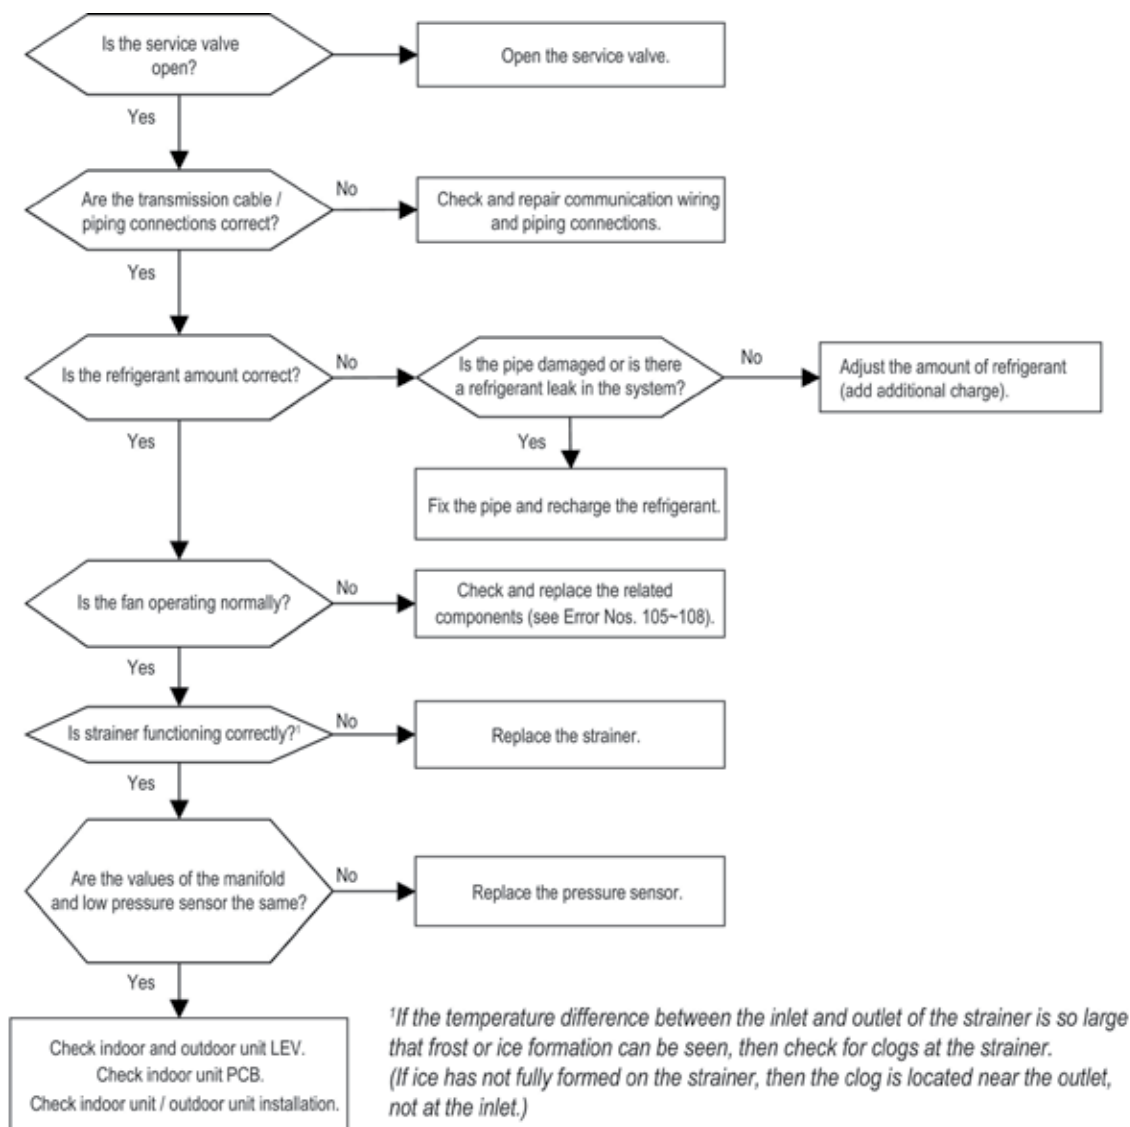 Is the service valve
open?
Open the service valve.
Yes
Are the transmission cable /
piping connections correct?
No
Check and repair communication wiring
and piping connections.
Yes
Is the refrigerant amount correct?
No
Is the pipe damaged or is there
a refrigerant leak in the system?
No
Adjust the amount of refrigerant
(add additional charge).
Yes
Yes
Fix the pipe and recharge the refrigerant.
Is the fan operating normally?
No
Check and replace the related
components (see Error Nos. 105~108).
Yes
Is strainer functioning correctly?¹
No
Replace the strainer.
Yes
Are the values of the manifold
and low pressure sensor the same?
No
Replace the pressure sensor.
Yes
Check indoor and outdoor unit LEV.
Check indoor unit PCB.
Check indoor unit / outdoor unit installation.
¹If the temperature difference between the inlet and outlet of the strainer is so large
that frost or ice formation can be seen, then check for clogs at the strainer.
(If ice has not fully formed on the strainer, then the clog is located near the outlet,
not at the inlet.)